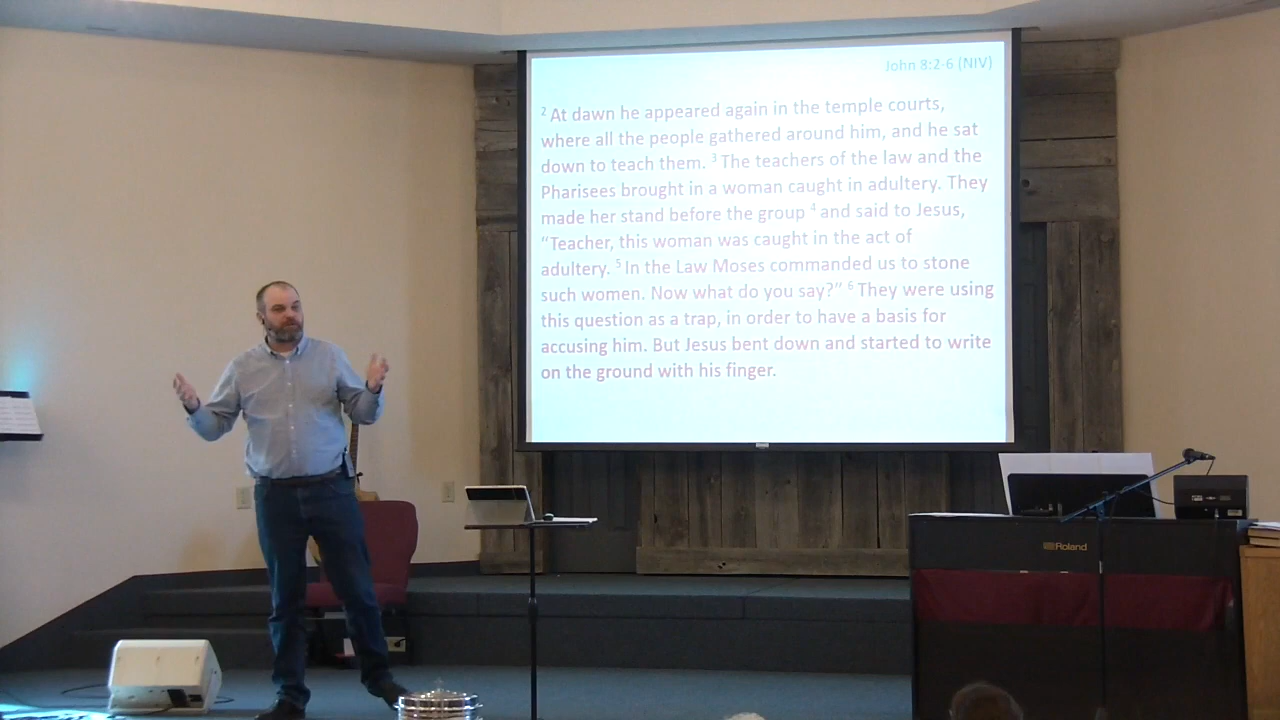 John 8:2-6 (NIV)
2 At dawn he appeared again in the temple courts,
where all the people gathered around him, and he sat
down to teach them. 3 The teachers of the law and the
Pharisees brought in a woman caught in adultery. They
made her stand before the group 4 and said to Jesus,
“Teacher, this woman was caught in the act of
adultery. 5 In the Law Moses commanded us to stone
such women. Now what do you say?” 6 They were using
this question as a trap, in order to have a basis for
accusing him. But Jesus bent down and started to write
on the ground with his finger.
Roland